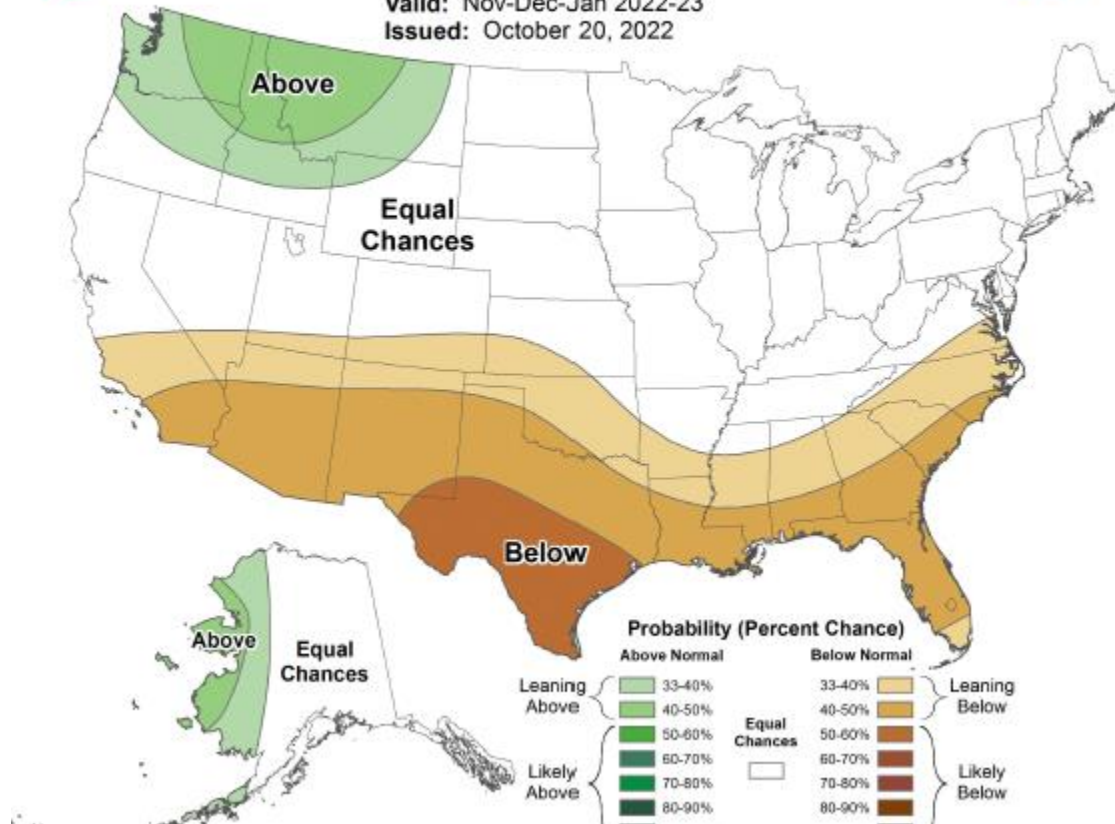 Valid: Nov-Dec-Jan 2022-23
Issued: October 20, 2022
Above
Equal
Chances
Below
Above
Equal
Chances
Probability (Percent Chance)
Above Normal
Below Normal
Leaning
Above
33-40%
40-50%
Likely
Above
50-60%
60-70%
70-80%
80-90%
Equal
Chances
33-40%
40-50%
Leaning
Below
50-60%
60-70%
70-80%
80-90%
Likely
Below